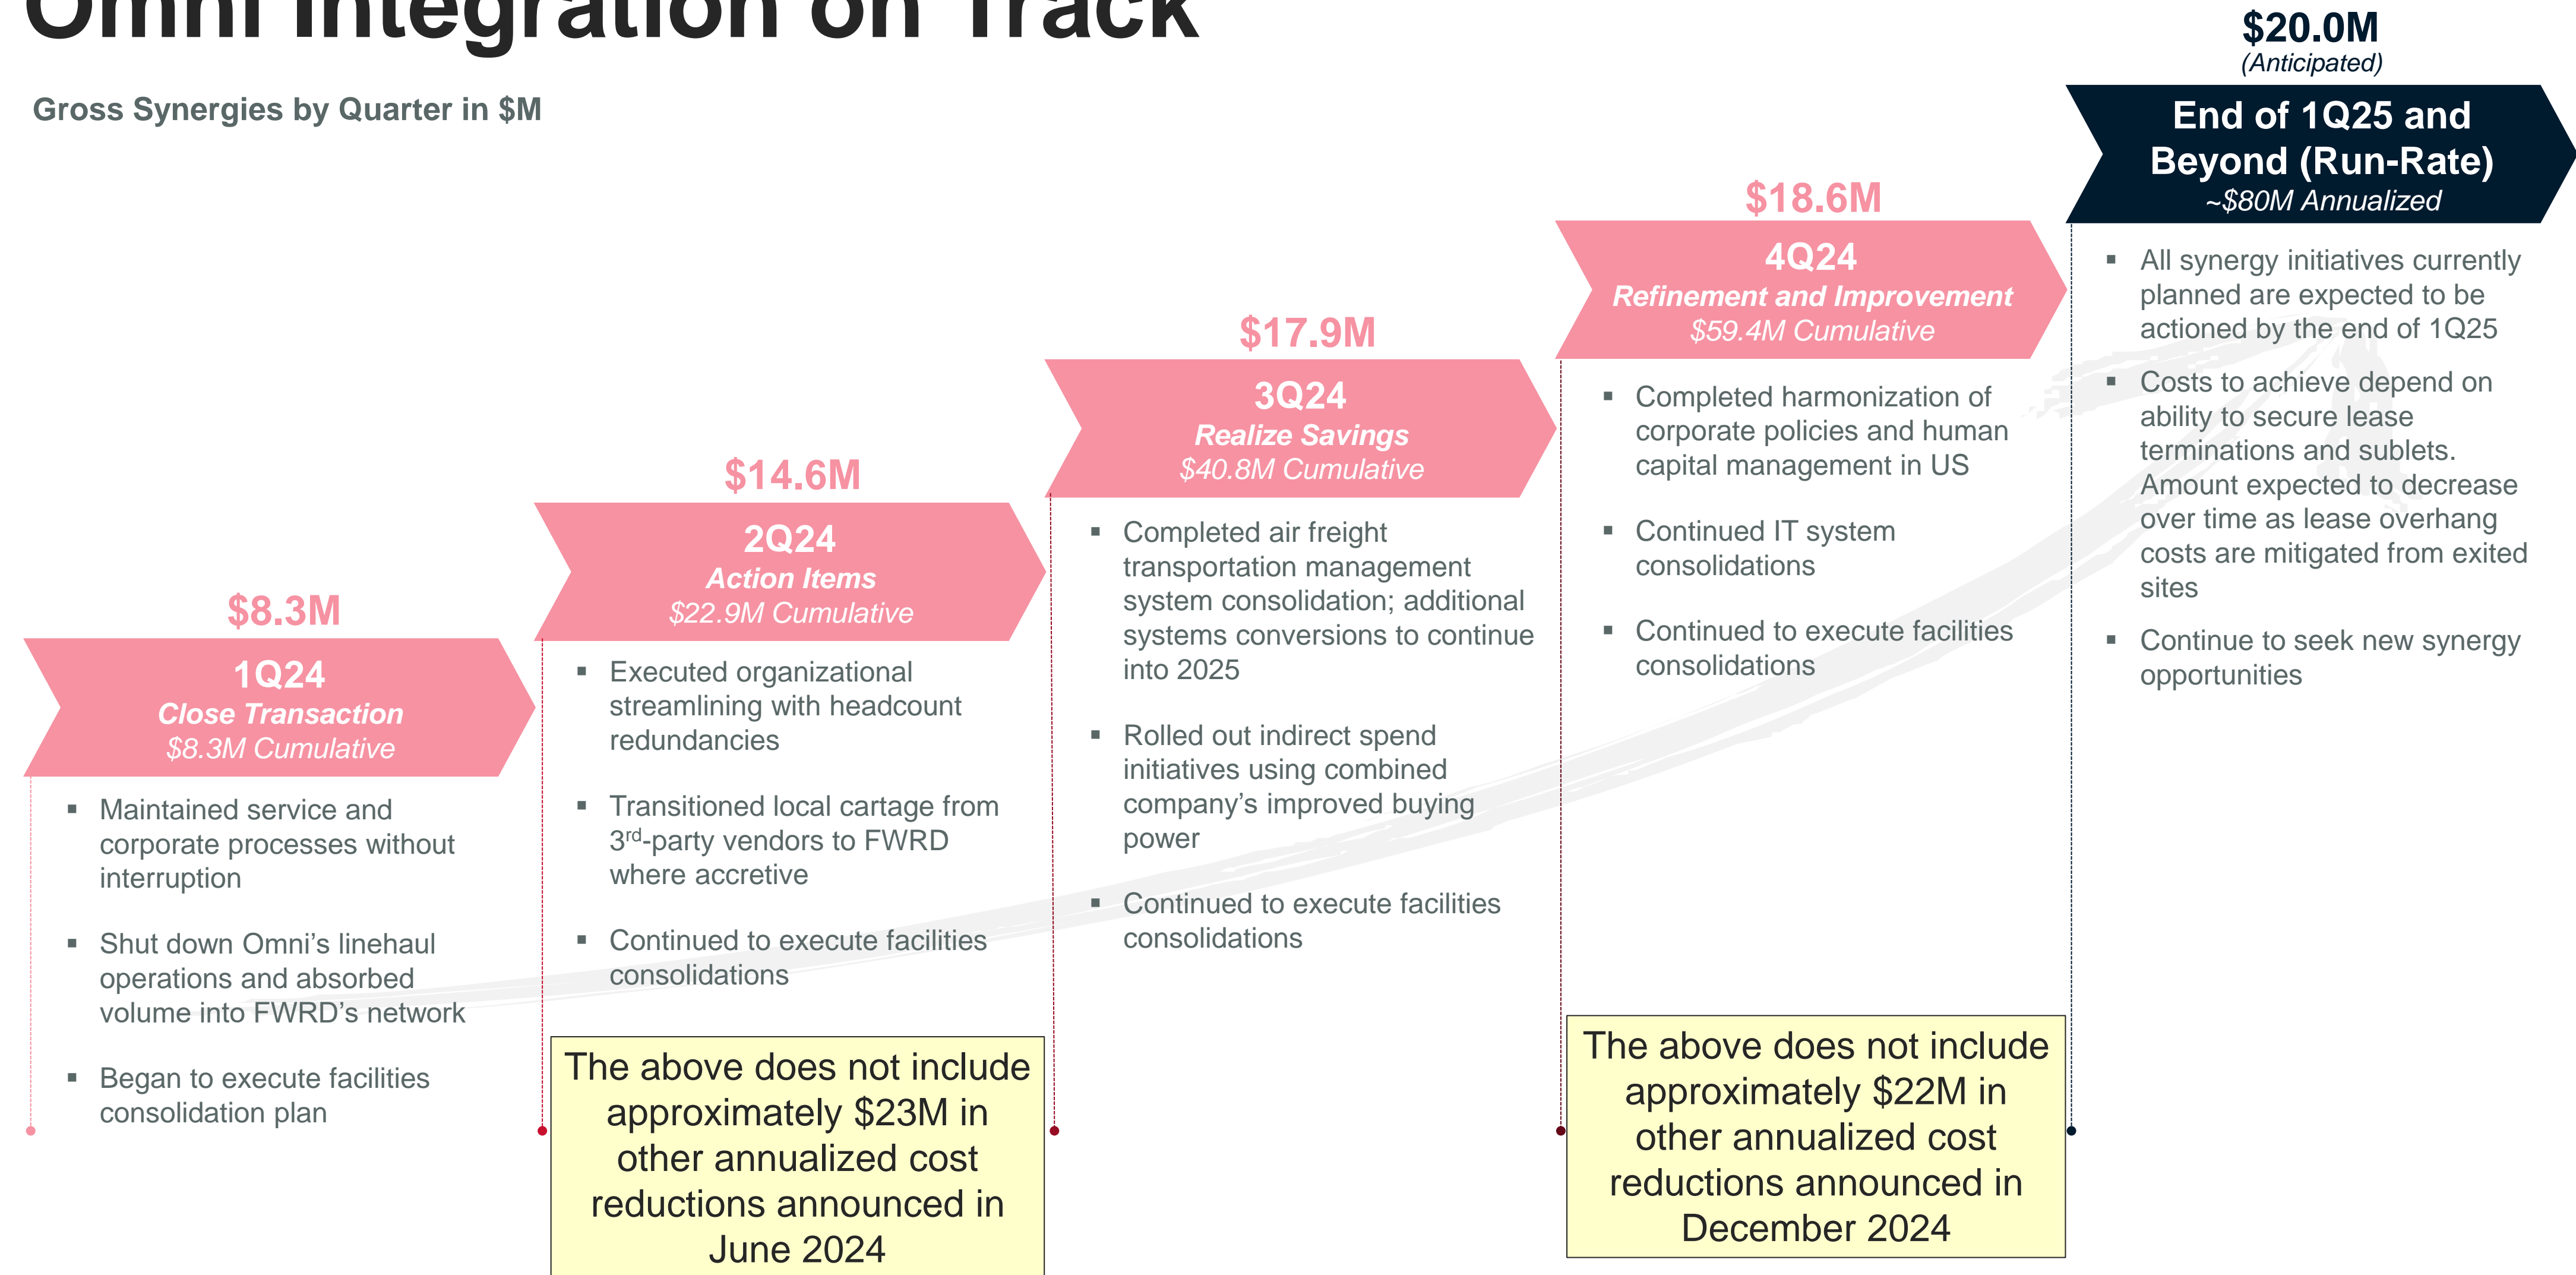 Omni Integration on Track
Gross Synergies by Quarter in $M
$8.3M
1Q24
Close Transaction
$8.3M Cumulative
▪ Maintained service and
corporate processes without
interruption
▪ Shut down Omni’s linehaul
operations and absorbed
volume into FWRD’s network
▪ Began to execute facilities
consolidation plan
$14.6M
2Q24
Action Items
$22.9M Cumulative
▪ Executed organizational
streamlining with headcount
redundancies
▪ Transitioned local cartage from
3rd-party vendors to FWRD
where accretive
▪ Continued to execute facilities
consolidations
The above does not include
approximately $23M in
other annualized cost
reductions announced in
June 2024
$17.9M
3Q24
Realize Savings
$40.8M Cumulative
▪ Completed air freight
transportation management
system consolidation; additional
systems conversions to continue
into 2025
▪ Rolled out indirect spend
initiatives using combined
company’s improved buying
power
▪ Continued to execute facilities
consolidations
$18.6M
4Q24
Refinement and Improvement
$59.4M Cumulative
▪ Completed harmonization of
corporate policies and human
capital management in US
▪ Continued IT system
consolidations
▪ Continued to execute facilities
consolidations
The above does not include
approximately $22M in
other annualized cost
reductions announced in
December 2024
$20.0M
(Anticipated)
End of 1Q25 and
Beyond (Run-Rate)
~$80M Annualized
▪ All synergy initiatives currently
planned are expected to be
actioned by the end of 1Q25
▪ Costs to achieve depend on
ability to secure lease
terminations and sublets.
Amount expected to decrease
over time as lease overhang
costs are mitigated from exited
sites
▪ Continue to seek new synergy
opportunities